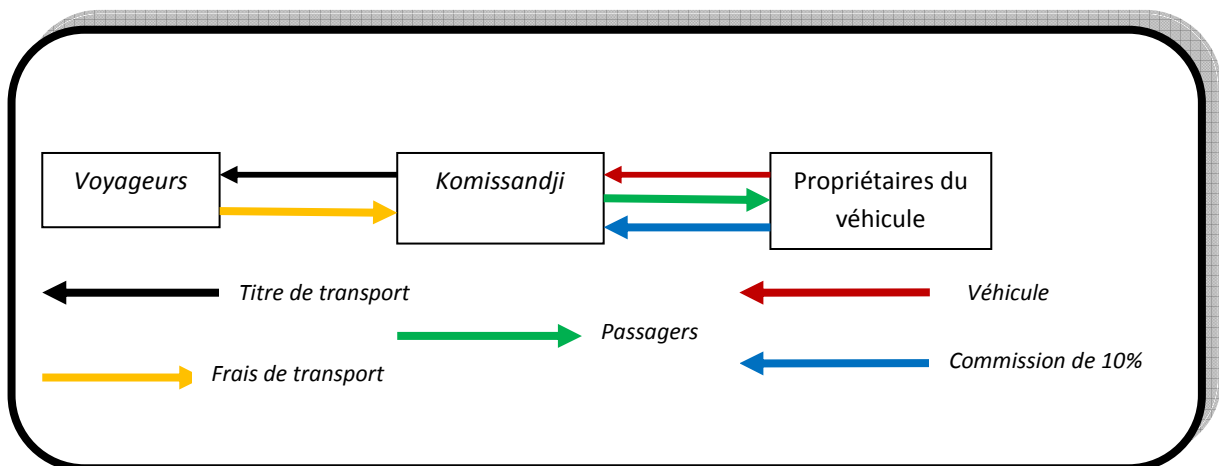 Voyageurs
Komissandji
Propriétaires du
véhicule
Titre de transport
Véhicule
Passagers
Frais de transport
Commission de 10%